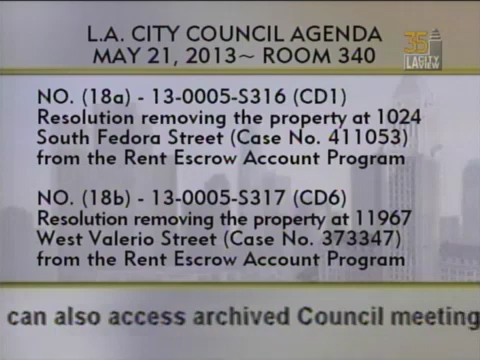 L.A. CITY COUNCIL AGENDA
MAY 21, 2013~ ROOM 340
35
LA CITY
VIEW
NO. (18a) - 13-0005-S316 (CD1)
Resolution removing the property at 1024
South Fedora Street (Case No. 411053)
from the Rent Escrow Account Program
NO. (18b) - 13-0005-S317 (CD6)
Resolution removing the property at 11967
West Valerio Street (Case No. 373347)
from the Rent Escrow Account Program
can also access archived Council meeting